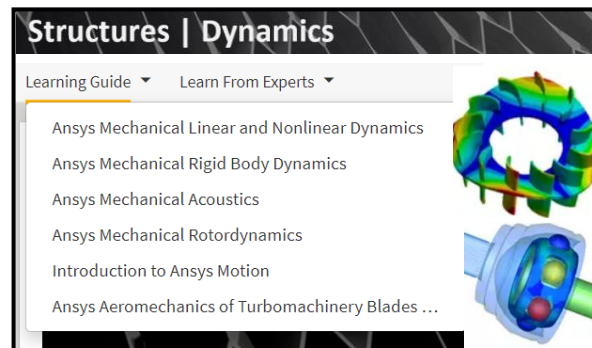 Structures | Dynamics
Learning Guide Learn From Experts
Ansys Mechanical Linear and Nonlinear Dynamics
Ansys Mechanical Rigid Body Dynamics
Ansys Mechanical Acoustics
Ansys Mechanical Rotordynamics
Introduction to Ansys Motion
Ansys Aeromechanics of Turbomachinery Blades …